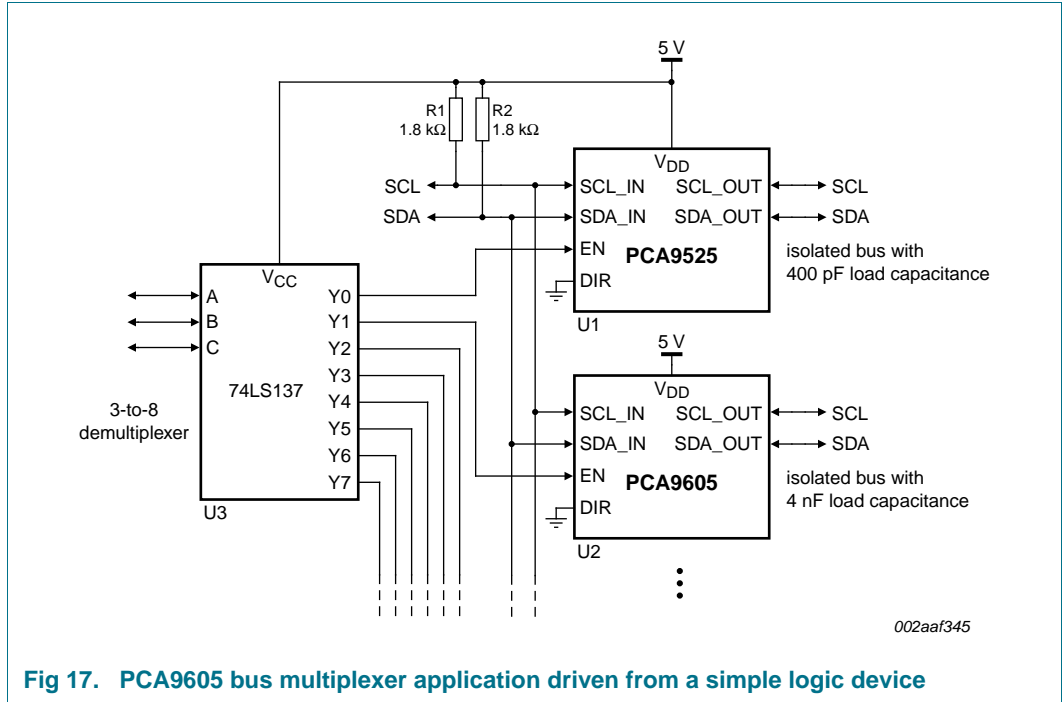 5 V
R1
1.8 kΩ
R2
1.8 kΩ
VDD
SCL
SCL_IN
SCL_OUT
SCL
SDA
SDA_IN
SDA_OUT
SDA
EN
PCA9525
DIR
isolated bus with
400 pF load capacitance
U1
VCC
A
B
C
Y0
Y1
Y2
Y3
Y4
Y5
Y6
Y7
74LS137
3-to-8
demultiplexer
U3
5 V
VDD
SCL_IN
SCL_OUT
SCL
SDA_IN
SDA_OUT
SDA
EN
PCA9605
DIR
isolated bus with
4 nF load capacitance
U2
002aaf345
Fig 17. PCA9605 bus multiplexer application driven from a simple logic device